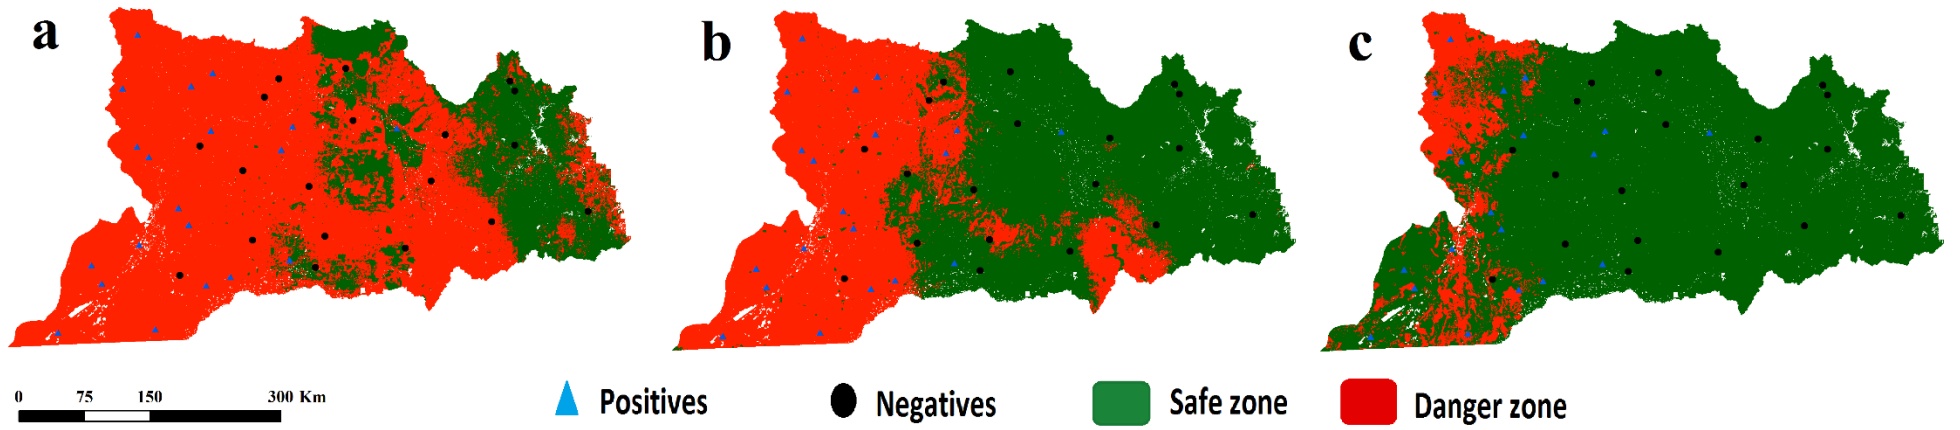 a
b
c
0 75 150 300 Km
Positives
Negatives
Safe zone
Danger zone